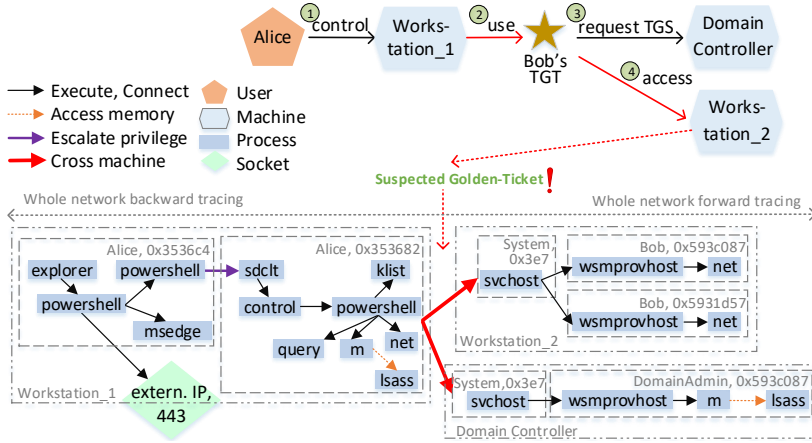 1
2
3
4
Alice
control
Works-
tation_1
use
Bob's
TGT
request TGS
access
Domain
Controller
Works-
tation_2
Execute, Connect
Access memory
Escalate privilege
Cross machine
User
Machine
Process
Socket
Suspected Golden-Ticket!
Whole network backward tracing
Whole network forward tracing
Alice, 0x3536c4
explorer
powershell
powershell
msedge
extern. IP,
443
Workstation_1
Alice, 0x353682
sdclt
klist
control
powershell
query
m
net
lsass
System,
0x3e7
svchost
Bob, 0x593c087
wsmprovhost
net
Bob, 0x5931d57
wsmprovhost
net
Workstation_2
System,0x3e7
svchost
DomainAdmin, 0x593c087
wsmprovhost
m
lsass
Domain Controller